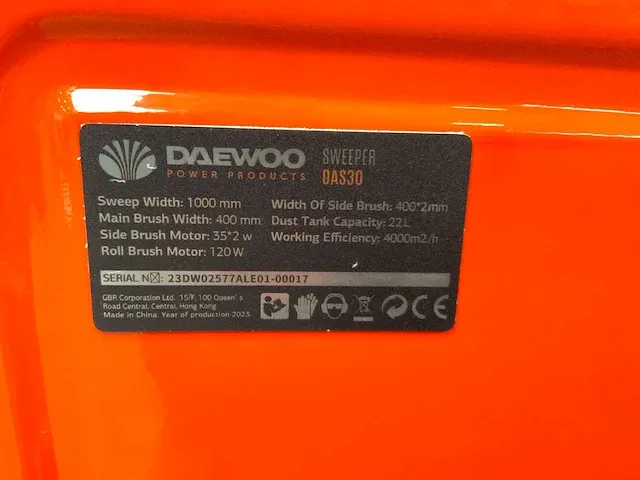 DAEWOO
POWER PRODUCTS
SWEEPER
DAS30
Sweep Width: 1000 mm
Main Brush Width: 400 mm
Side Brush Motor: 35*2 w
Roll Brush Motor: 120 W
Width Of Side Brush: 400*2mm
Dust Tank Capacity: 22L
Working Efficiency: 4000m2/h
SERIAL N☒: 23DW02577ALE01-00017
GBR Corporation Ltd. 15/F, 100 Queen's
Road Central, Central, Hong Kong
Made in China. Year of production 2023.
CE